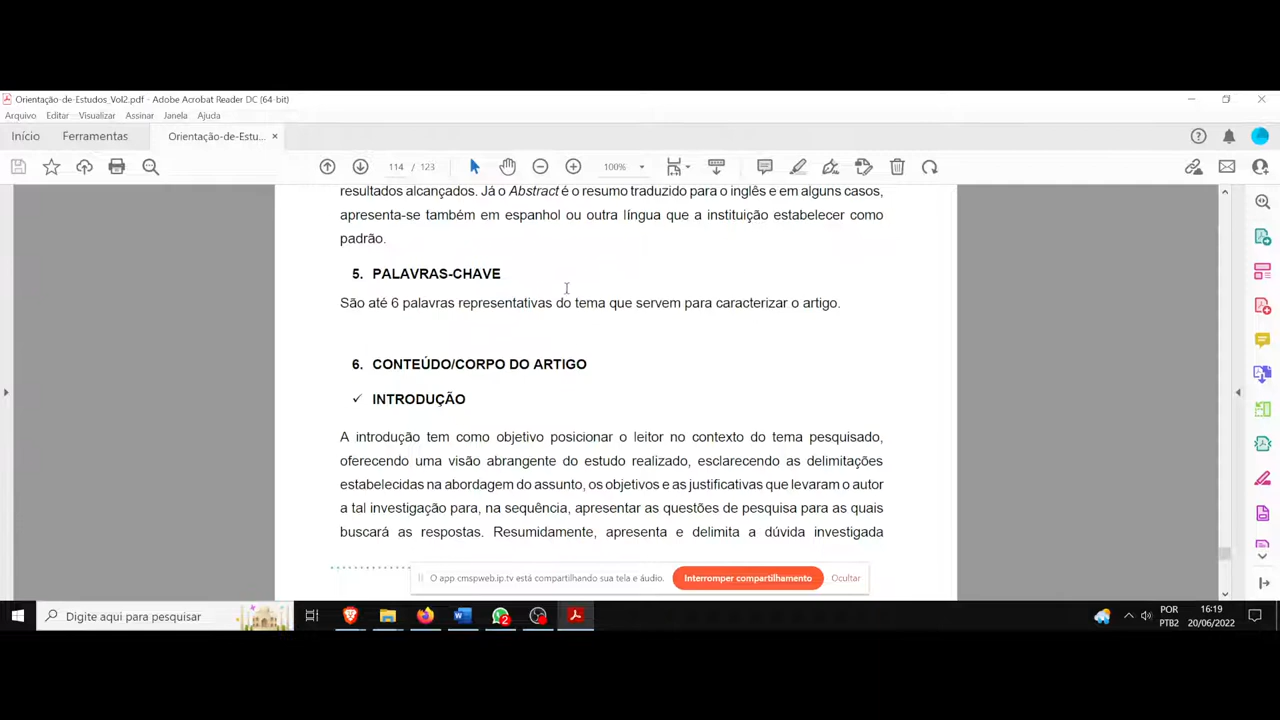 Orientação-de-Estudos_Vol2.pdf - Adobe Acrobat Reader DC (64-bit)
Arquivo Editar Visualizar Assinar Janela Ajuda
Início Ferramentas Orientação-de-Estu... ×
114 / 123 100%
resultados alcançados. Já o Abstract é o resumo traduzido para o inglês e em alguns casos,
apresenta-se também em espanhol ou outra língua que a instituição estabelecer como
padrão.
5. PALAVRAS-CHAVE
São até 6 palavras representativas do tema que servem para caracterizar o artigo.
6. CONTEÚDO/CORPO DO ARTIGO
✓ INTRODUÇÃO
A introdução tem como objetivo posicionar o leitor no contexto do tema pesquisado,
oferecendo uma visão abrangente do estudo realizado, esclarecendo as delimitações
estabelecidas na abordagem do assunto, os objetivos e as justificativas que levaram o autor
a tal investigação para, na sequência, apresentar as questões de pesquisa para as quais
buscará as respostas. Resumidamente, apresenta e delimita a dúvida investigada
O app cmspweb.ip.tv está compartilhando sua tela e áudio. Interromper compartilhamento Ocultar
Digite aqui para pesquisar 2 POR 16:19
PTB2 20/06/2022